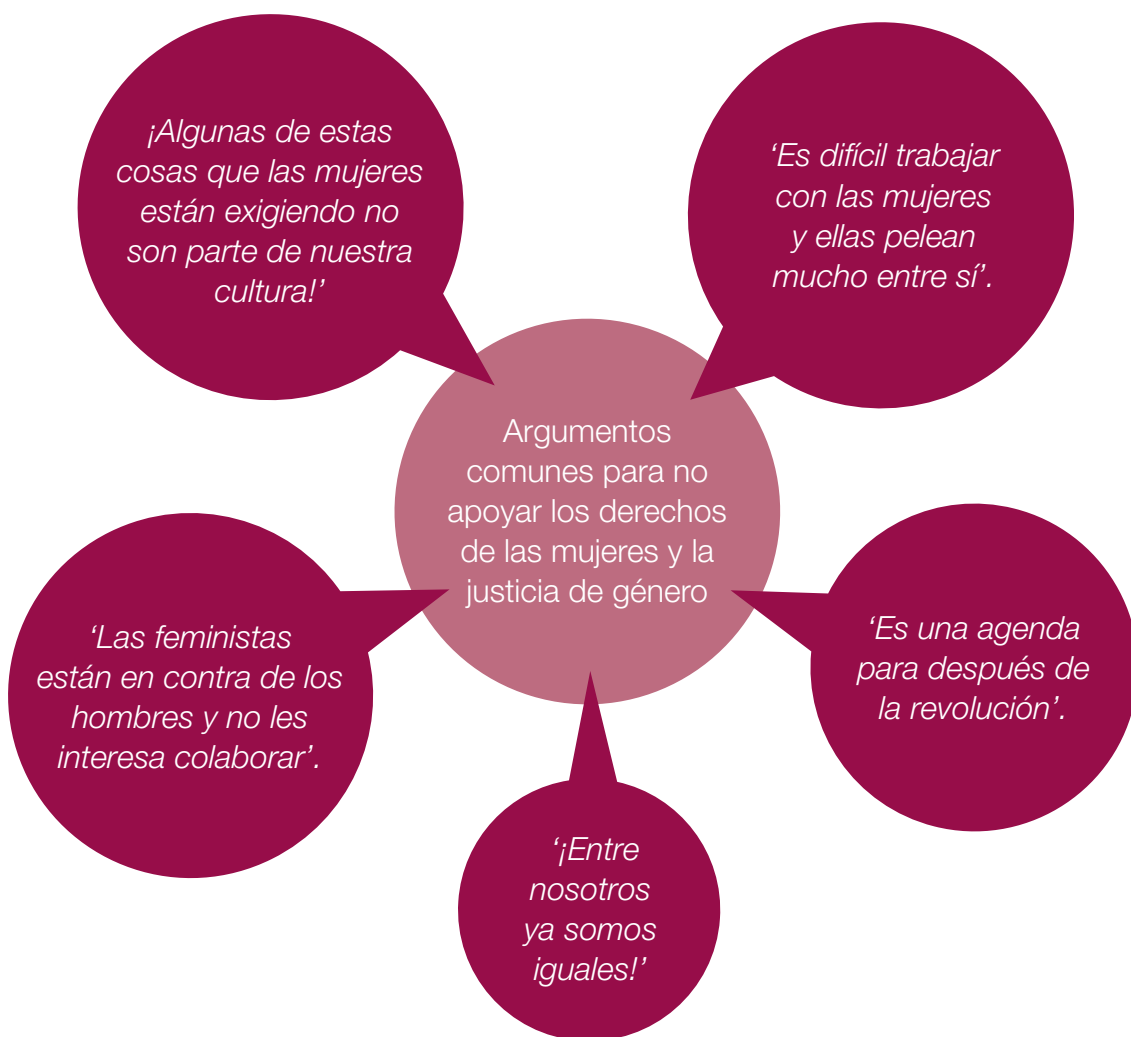 ¡Algunas de estas
cosas que las mujeres
están exigiendo no
son parte de nuestra
cultura!’
‘Es difícil trabajar
con las mujeres
y ellas pelean
mucho entre sí’.
Argumentos
comunes para no
apoyar los derechos
de las mujeres y la
justicia de género
‘Las feministas
están en contra de los
hombres y no les
interesa colaborar’.
‘Es una agenda
para después de
la revolución’.
‘¡Entre
nosotros
ya somos
iguales!’